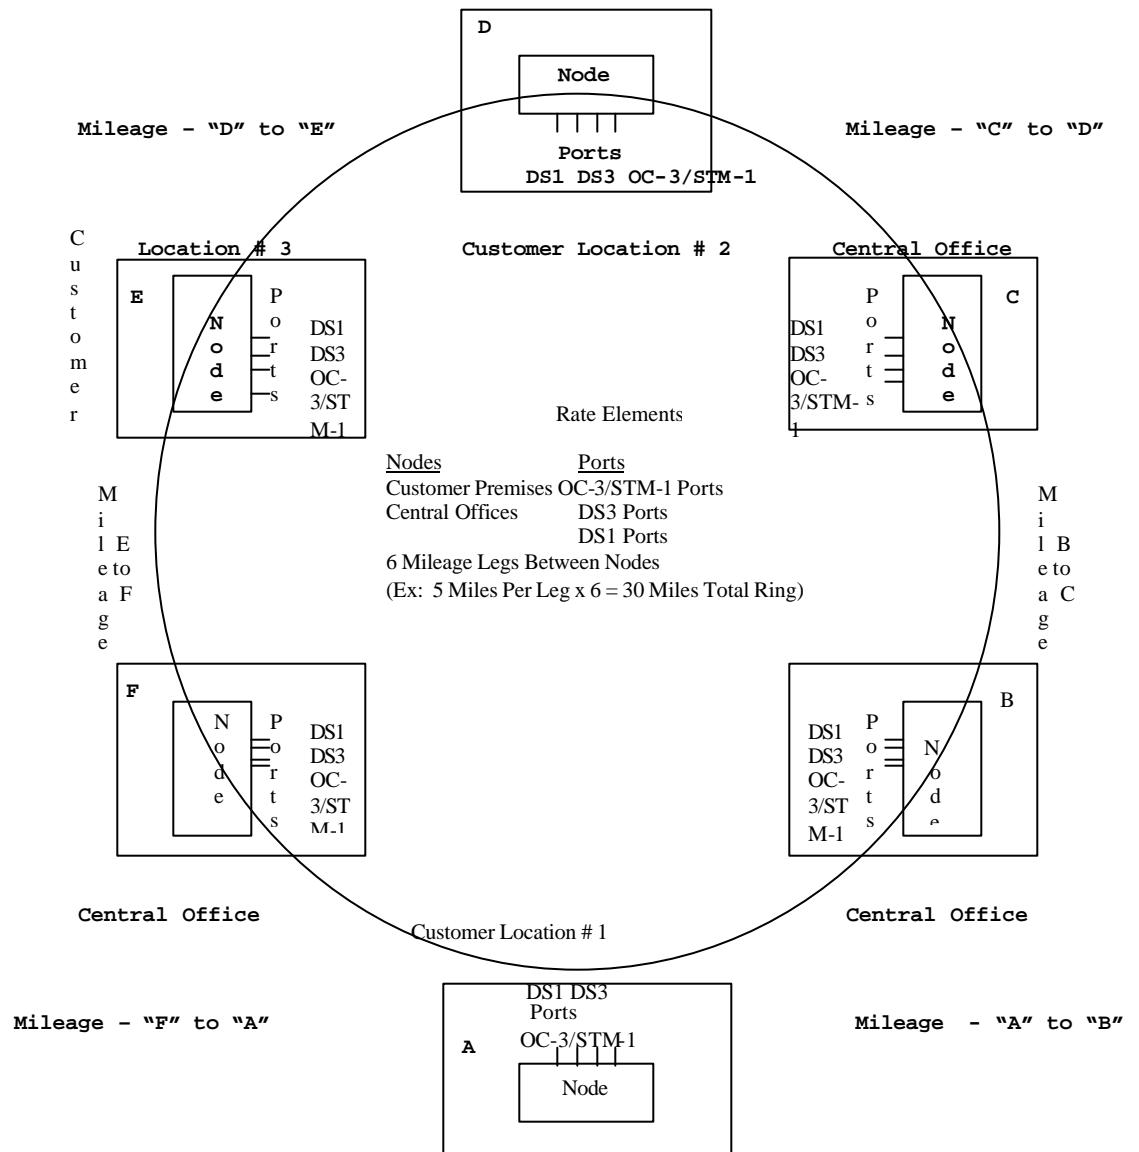 D
Node
Mileage – “D” to “E”
Mileage – “C” to “D”
Ports
DS1 DS3 OC-3/STM-1
Customer
Location # 3
Customer Location # 2
Central Office
E
Node
Ports
DS1
DS3
OC-
3/ST
M-1
DS1
DS3
OC-
3/STM-
1
Ports
Node
C
Rate Elements
Nodes Ports
Customer Premises OC-3/STM-1 Ports
Central Offices DS3 Ports
DS1 Ports
6 Mileage Legs Between Nodes
(Ex: 5 Miles Per Leg x 6 = 30 Miles Total Ring)
Mileage
E
to
F
Mileage
B
to
C
F
Node
Ports
DS1
DS3
OC-
3/ST
M-1
DS1
DS3
OC-
3/ST
M-1
Ports
Node
B
Central Office
Central Office
Customer Location # 1
Mileage – “F” to “A”
Mileage - “A” to “B”
DS1 DS3
Ports
OC-3/STM-1
A
Node